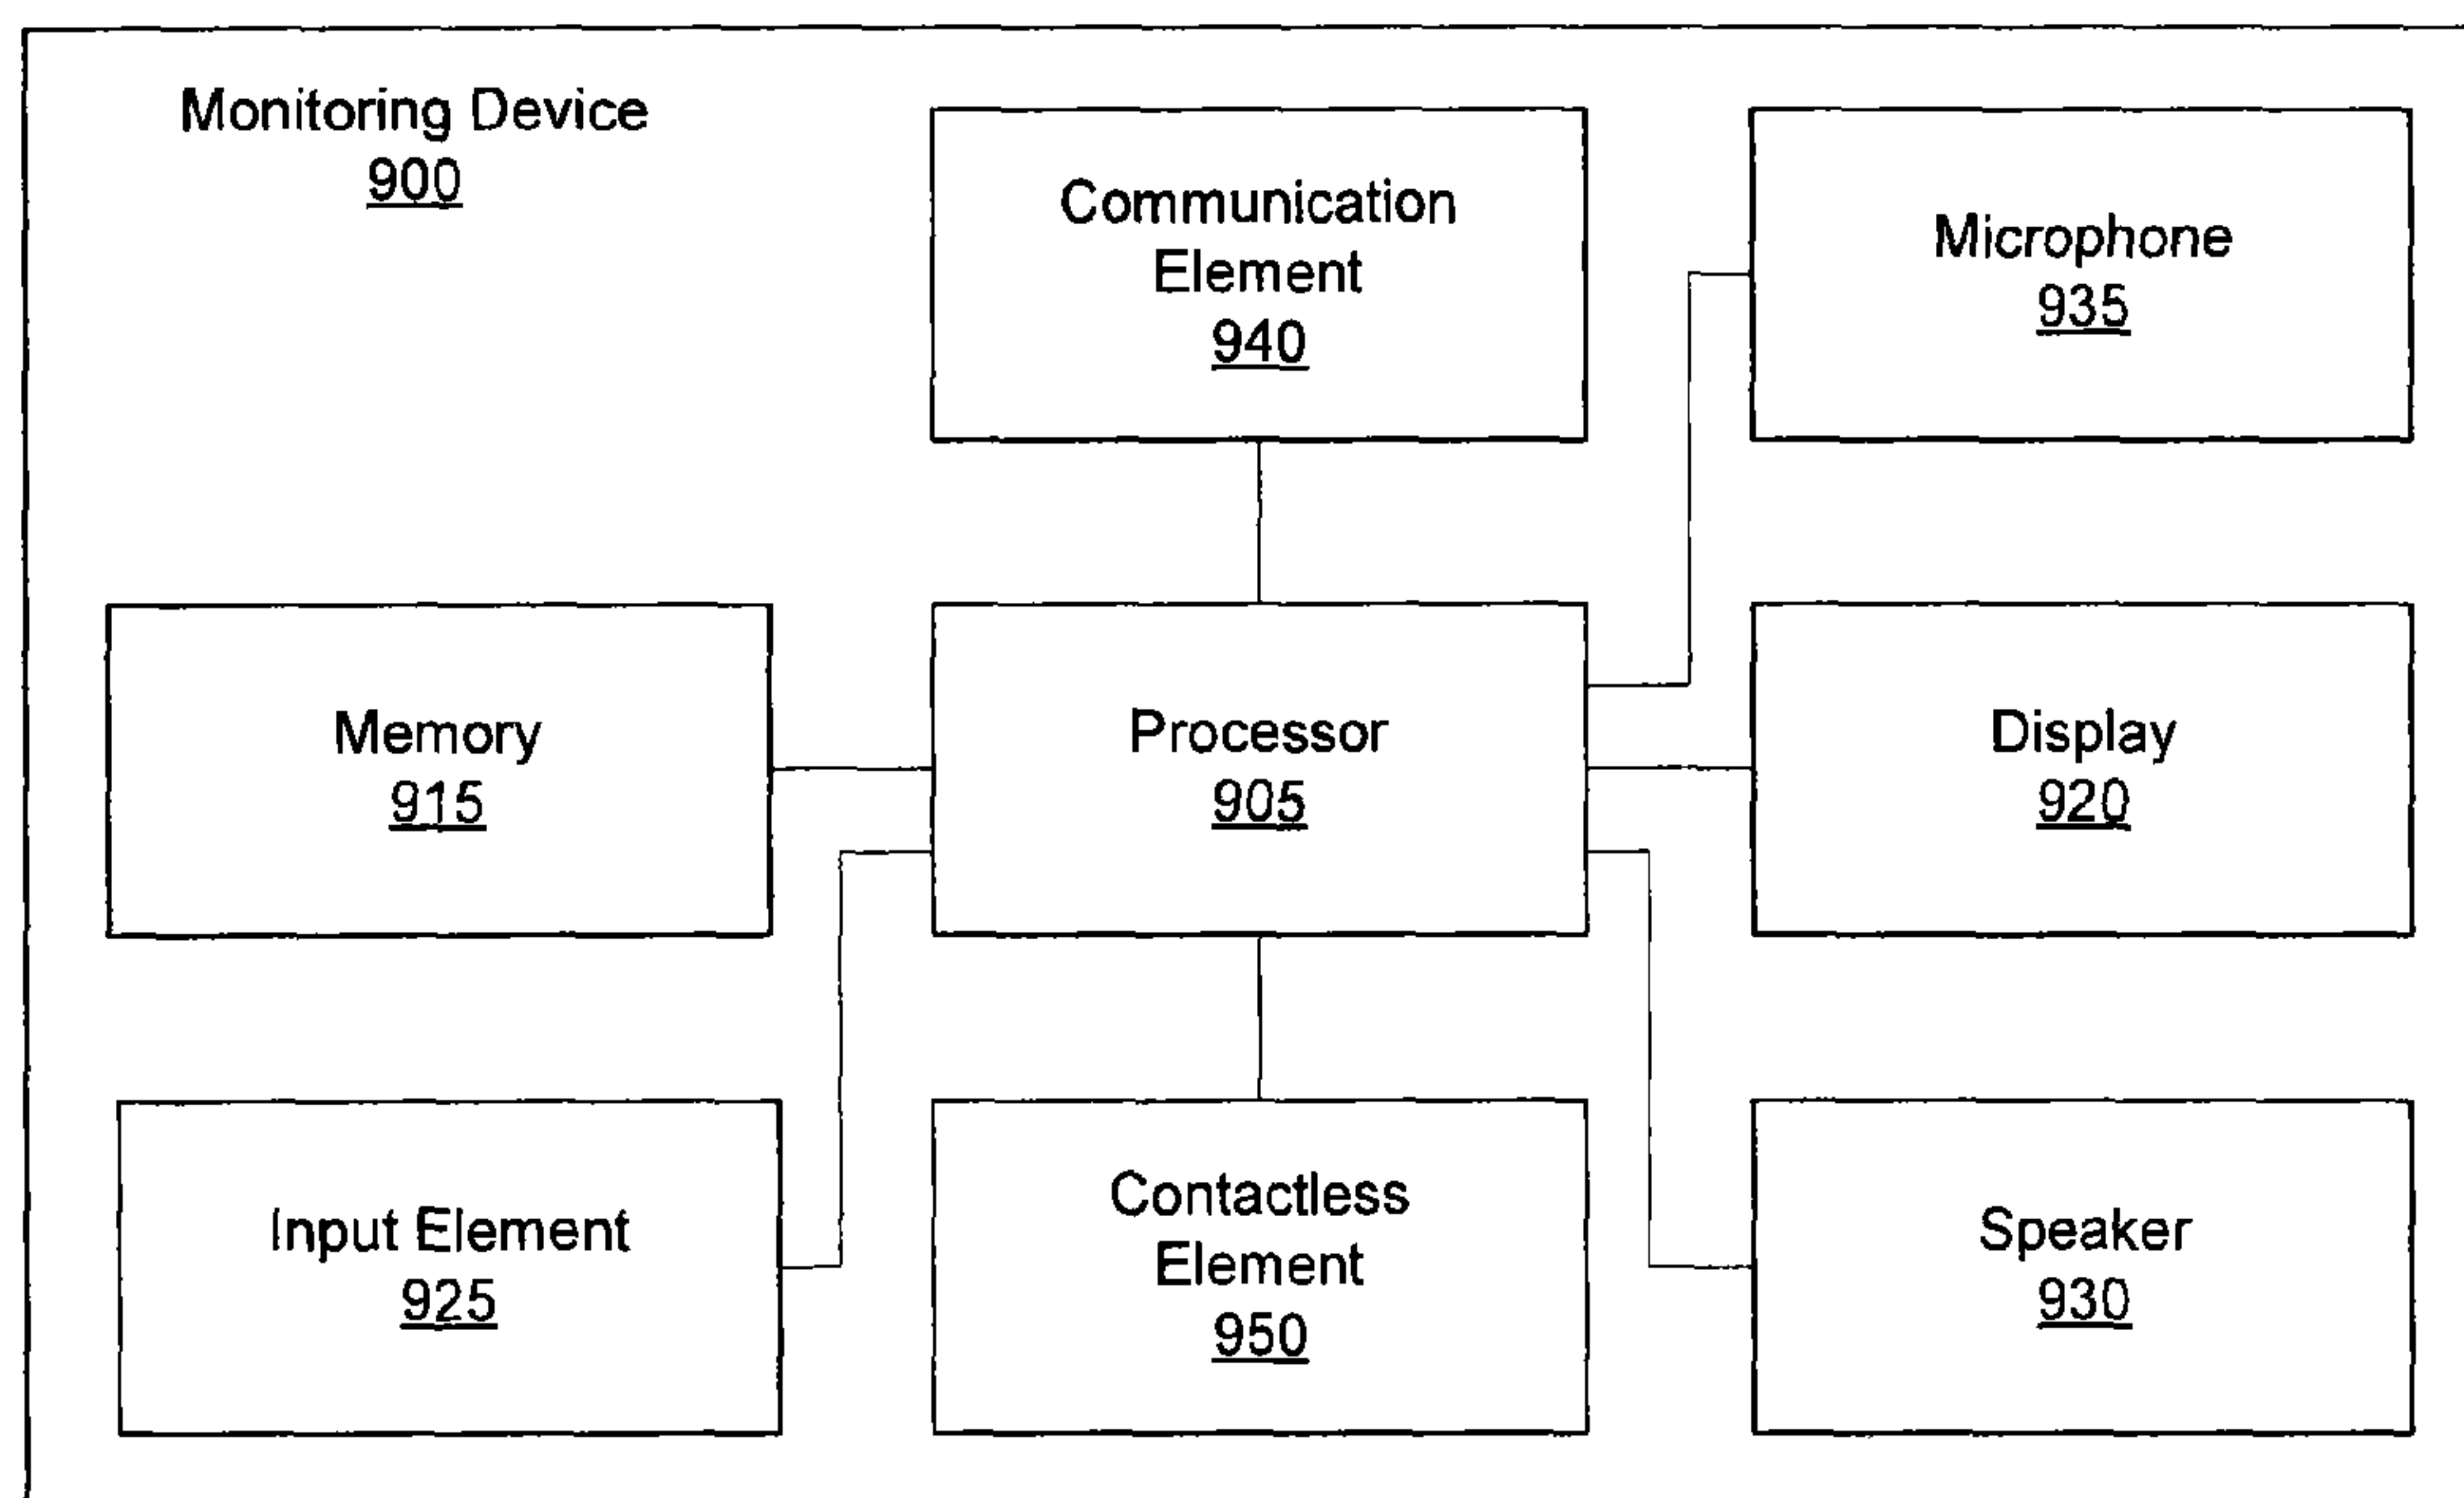 Monitoring Device
900
Communication
Element
940
Microphone
935
Memory
915
Processor
905
Display
920
Input Element
925
Contactless
Element
950
Speaker
930